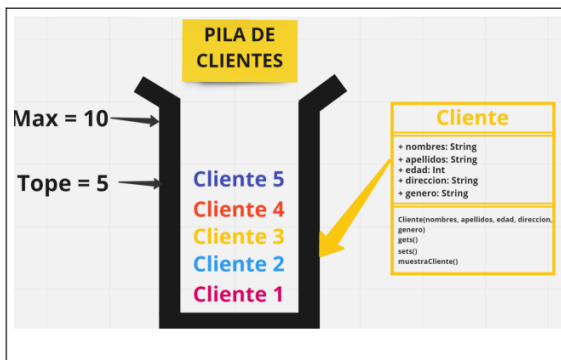 PILA DE
CLIENTES
Max = 10
Tope = 5
Cliente 5
Cliente 4
Cliente 3
Cliente 2
Cliente 1
Cliente
+ nombres: String
+ apellidos: String
+ edad: Int
+ direccion: String
+ genero: String
Cliente(nombres, apellidos, edad, direccion,
genero)
gets()
sets()
muestraCliente()